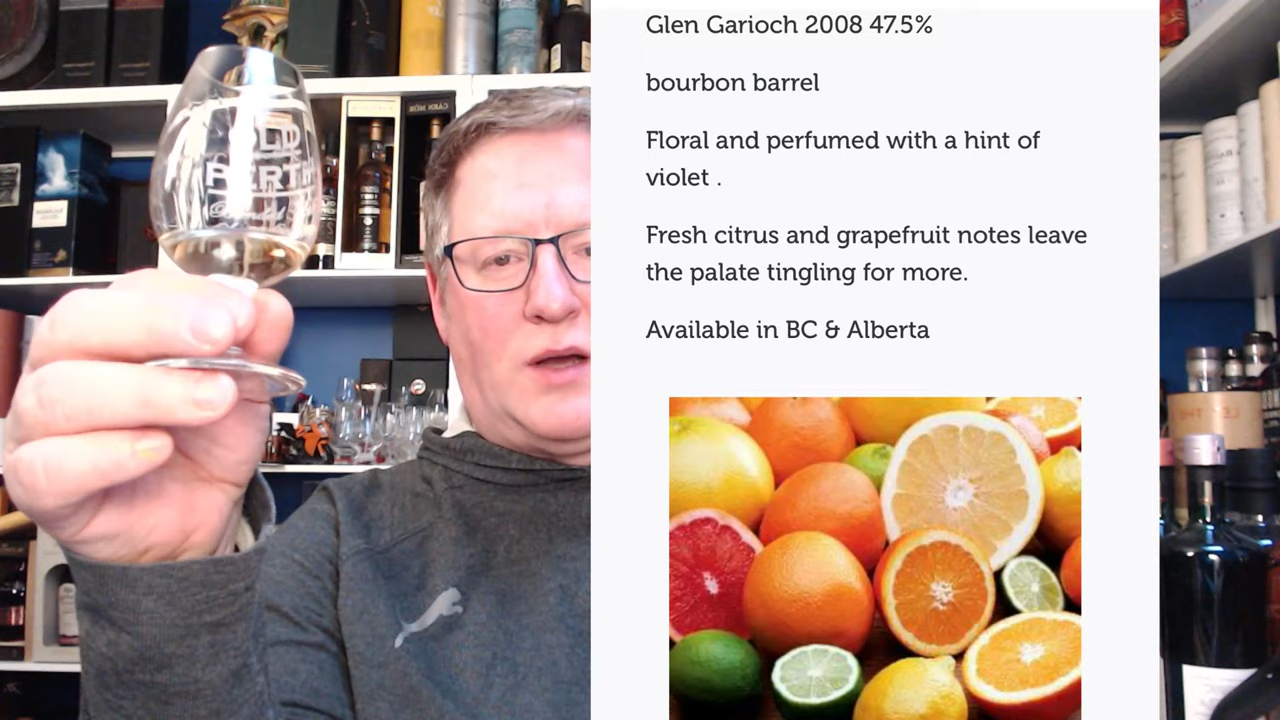 OLD
PERTH
Blended
Glen Garioch 2008 47.5%
bourbon barrel
Floral and perfumed with a hint of
violet .
Fresh citrus and grapefruit notes leave
the palate tingling for more.
Available in BC & Alberta